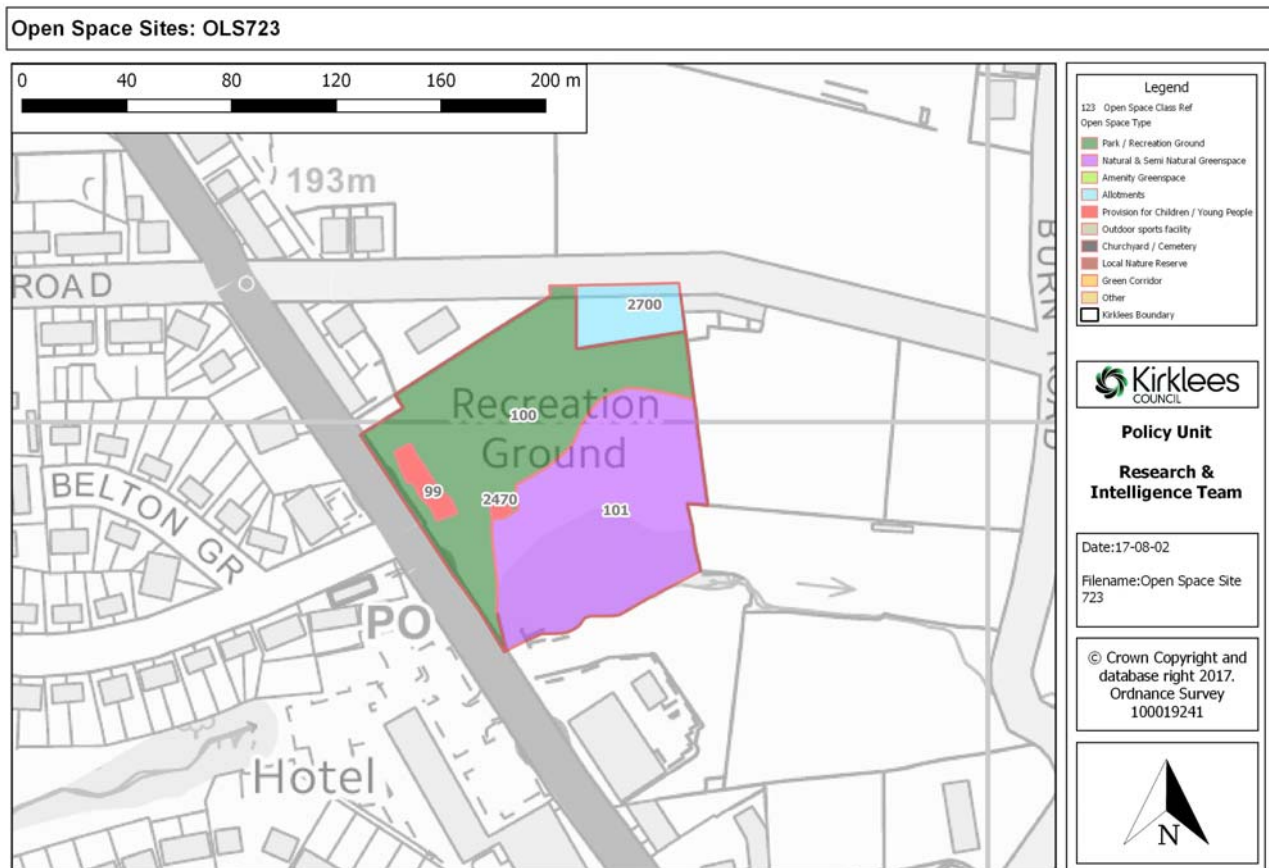 Open Space Sites: OLS723
0 40 80 120 160 200 m
193m
ROAD
BURN ROAD
2700
Recreation
100
Ground
99
2470
101
BELTON GR
PO
Hotel
Legend
123 Open Space Class Ref
Open Space Type
Park / Recreation Ground
Natural & Semi Natural Greenspace
Amenity Greenspace
Allotments
Provision for Children / Young People
Outdoor sports facility
Churchyard / Cemetery
Local Nature Reserve
Green Corridor
Other
Kirklees Boundary
Kirklees
COUNCIL
Policy Unit
Research &
Intelligence Team
Date:17-08-02
Filename:Open Space Site
723
© Crown Copyright and
database right 2017.
Ordnance Survey
100019241
N